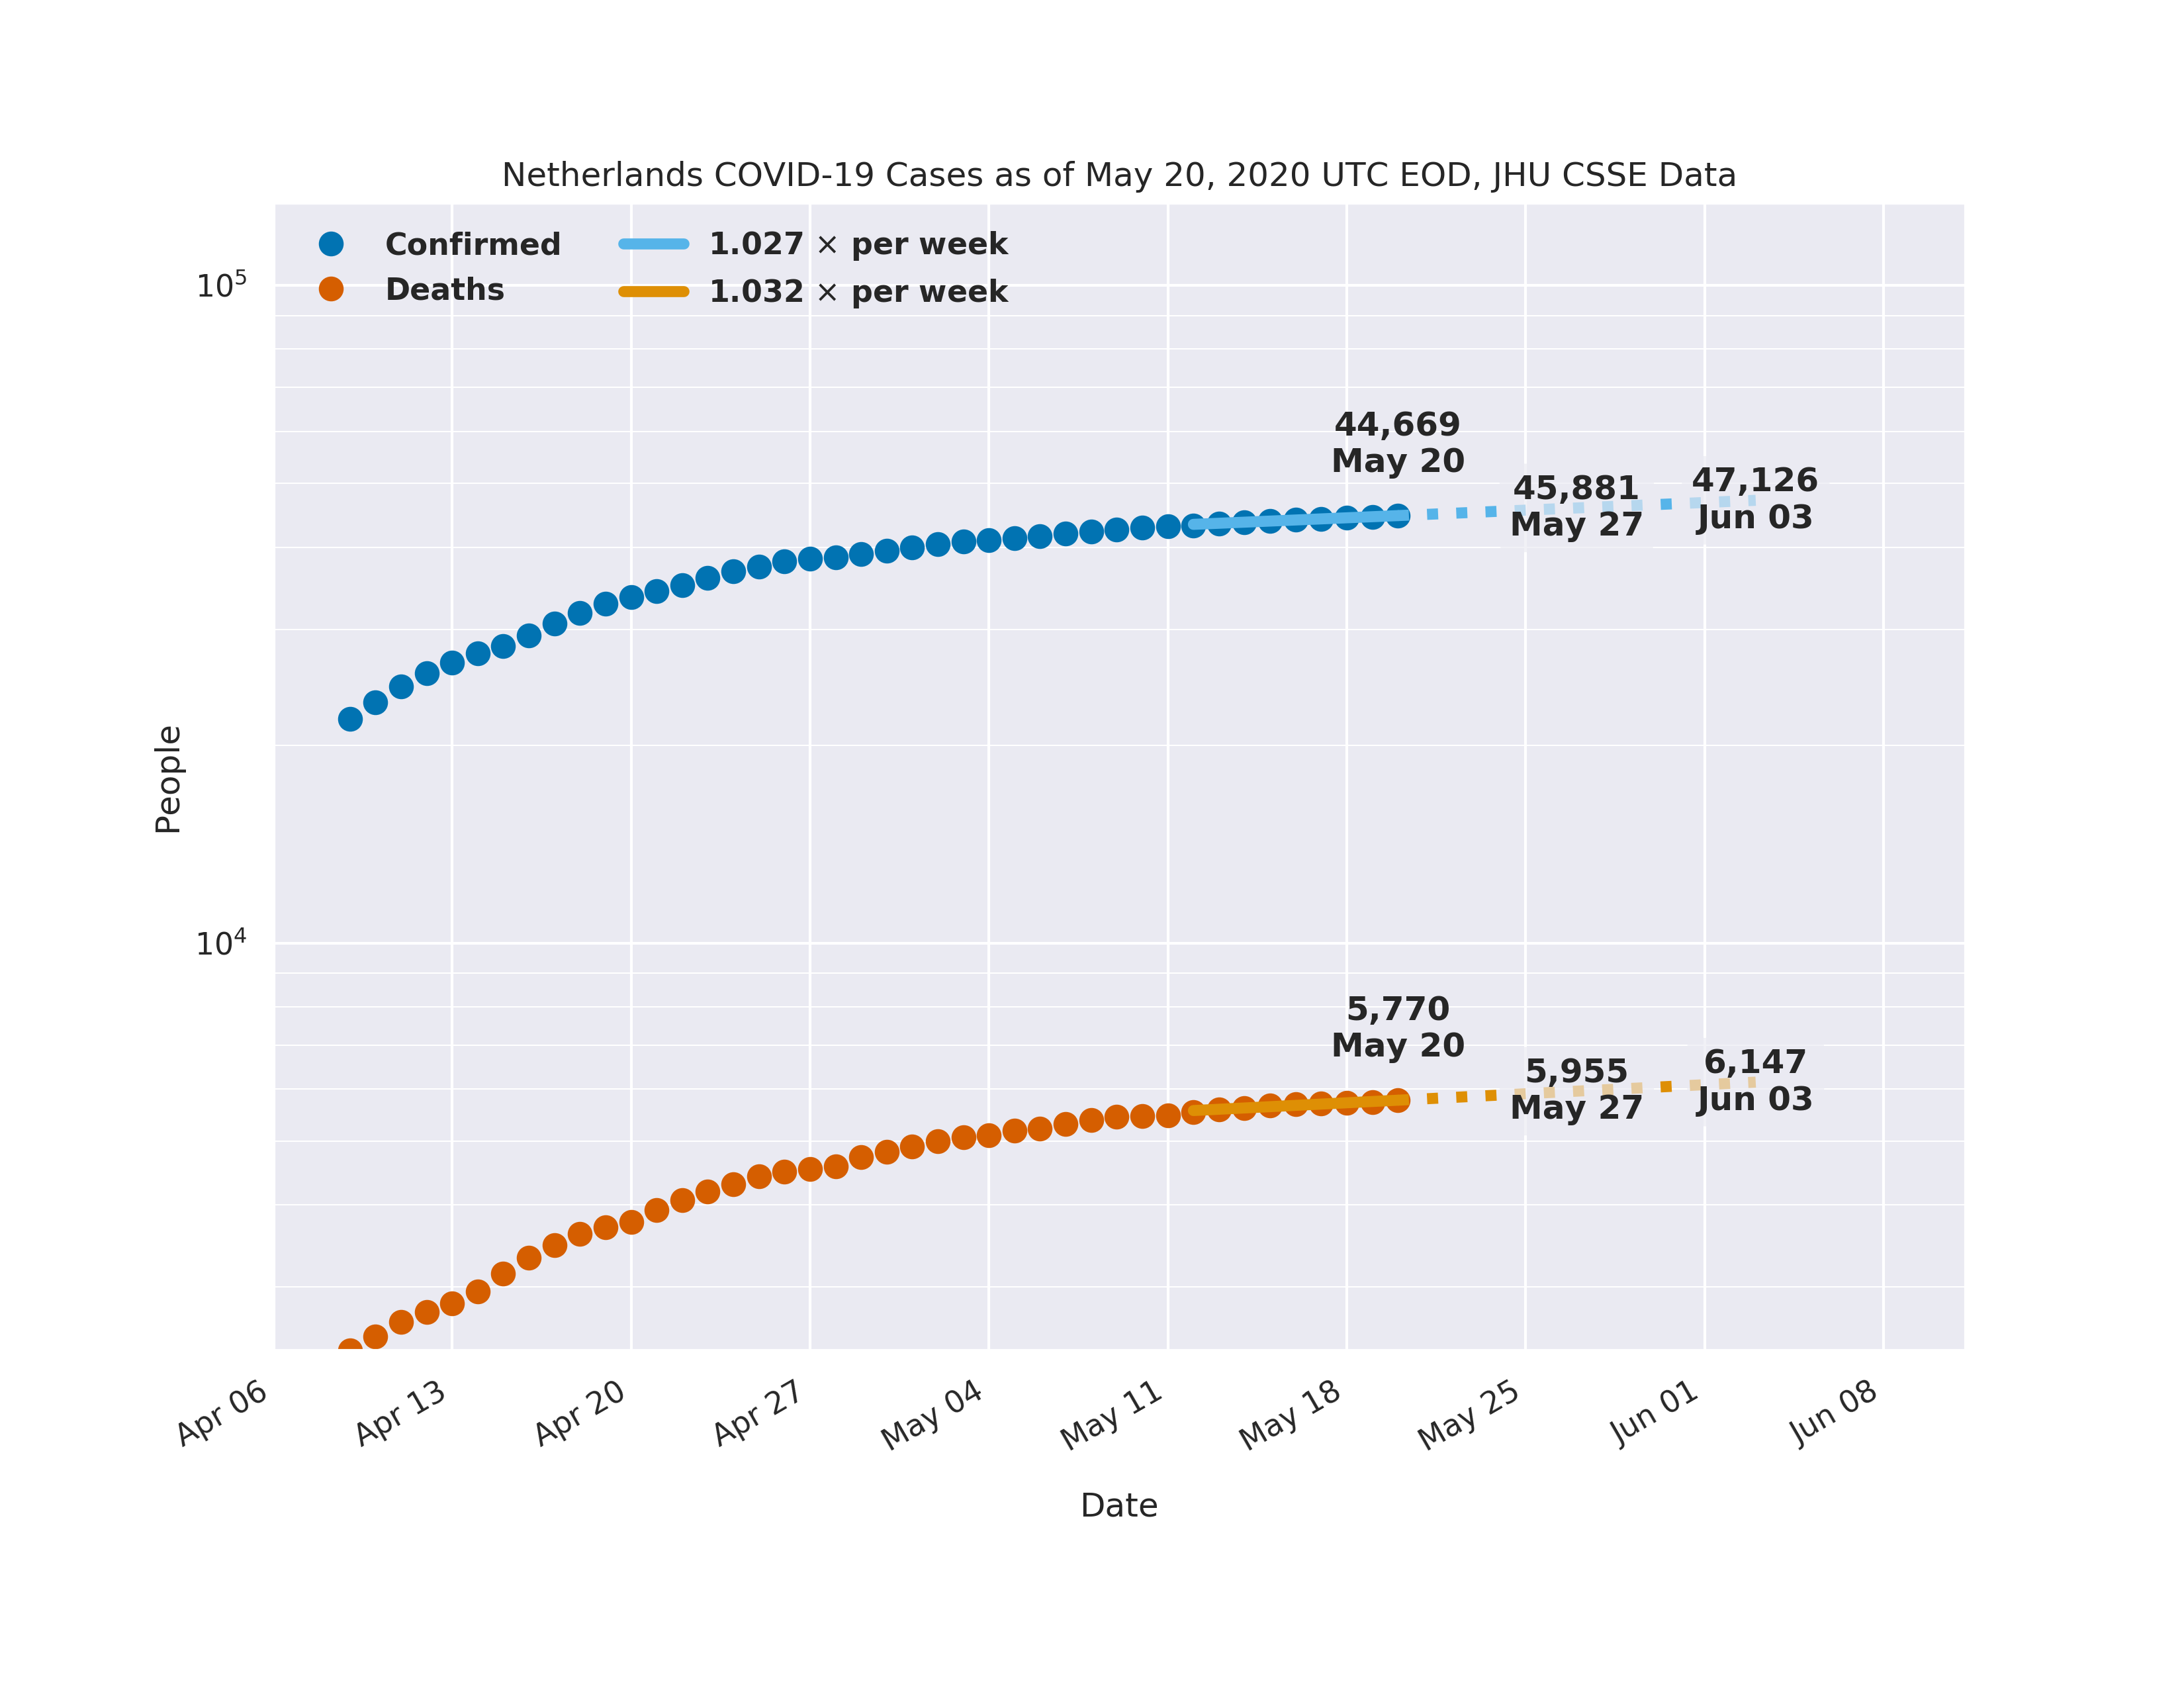 Netherlands COVID-19 Cases as of May 20, 2020 UTC EOD, JHU CSSE Data
Confirmed
Deaths
1.027 × per week
1.032 × per week
10⁵
10⁴
People
44,669
May 20
45,881
May 27
47,126
Jun 03
5,770
May 20
5,955
May 27
6,147
Jun 03
Apr 06
Apr 13
Apr 20
Apr 27
May 04
May 11
May 18
May 25
Jun 01
Jun 08
Date